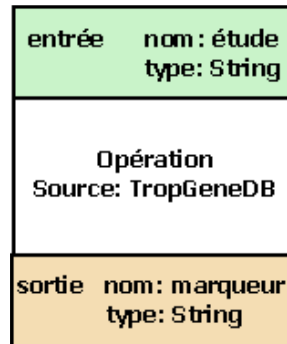 entrée nom : étude
type: String
Opération
Source: TropGeneDB
sortie nom: marqueur
type: String